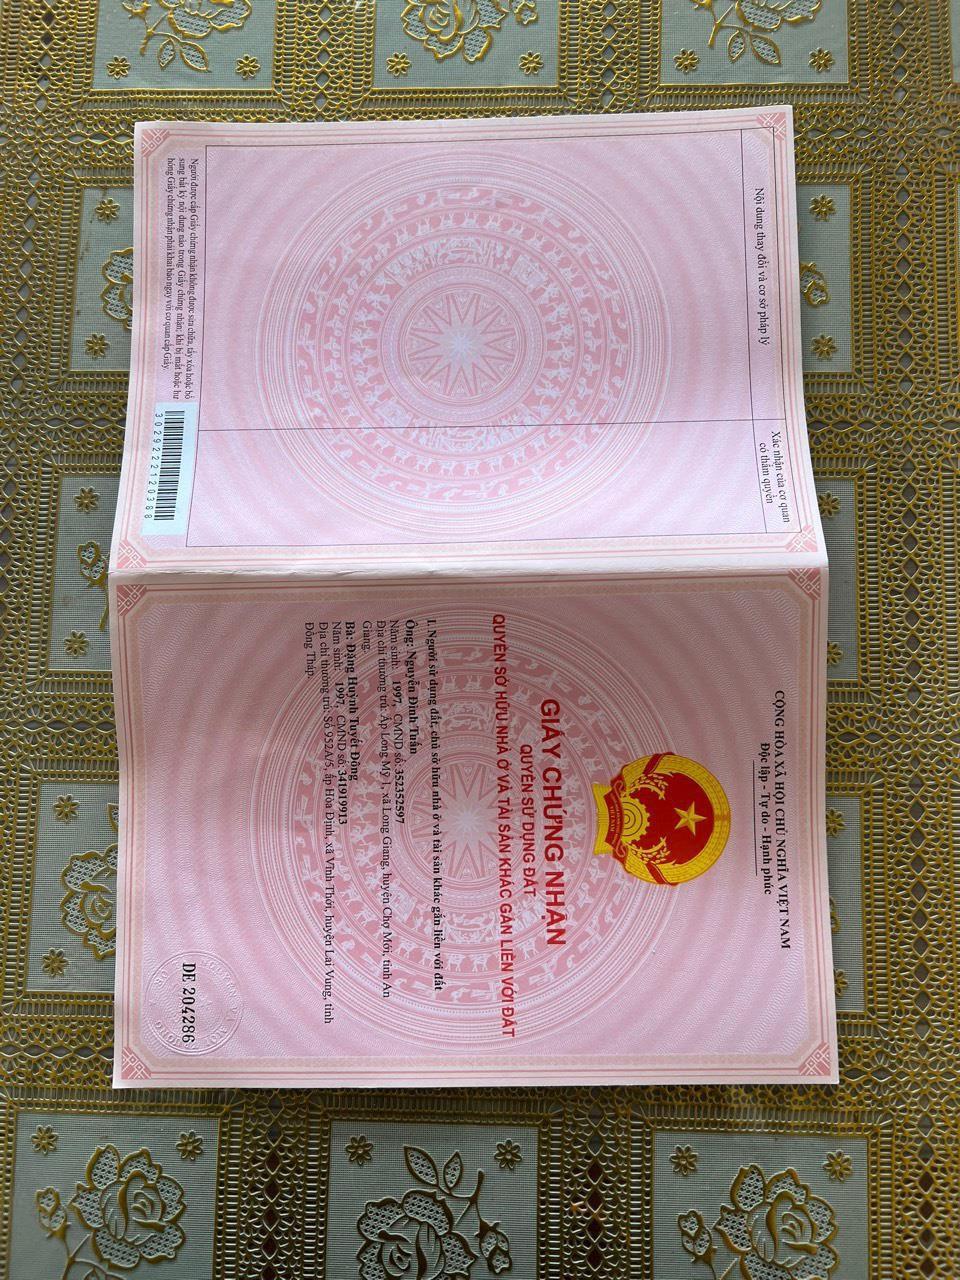 Nội dung thay đổi và cơ sở pháp lý
Xác nhận của cơ quan
có thẩm quyền
Người được cấp Giấy chứng nhận không được sửa chữa, tẩy xóa hoặc bổ
sung bất kỳ nội dung nào trong Giấy chứng nhận; khi bị mất hoặc hư
hỏng Giấy chứng nhận phải khai báo ngay với cơ quan cấp Giấy.
302922212038 8
CỘNG HÒA XÃ HỘI CHỦ NGHĨA VIỆT NAM
Độc lập - Tự do - Hạnh phúc
GIẤY CHỨNG NHẬN
QUYỀN SỬ DỤNG ĐẤT
QUYỀN SỞ HỮU NHÀ Ở VÀ TÀI SẢN KHÁC GẮN LIỀN VỚI ĐẤT
I. Người sử dụng đất, chủ sở hữu nhà ở và tài sản khác gắn liền với đất
Ông: Nguyễn Đình Tuấn
Năm sinh: 1997, CMND số: 352352597
Địa chỉ thường trú: Ấp Long Mỹ 1, xã Long Giang, huyện Chợ Mới, tỉnh An
Giang.
Bà: Đặng Huỳnh Tuyết Đông
Năm sinh: 1997, CMND số: 341919913
Địa chỉ thường trú: Số 952A/5, ấp Hòa Định, xã Vĩnh Thới, huyện Lai Vung, tỉnh
Đồng Tháp.
DE 204286